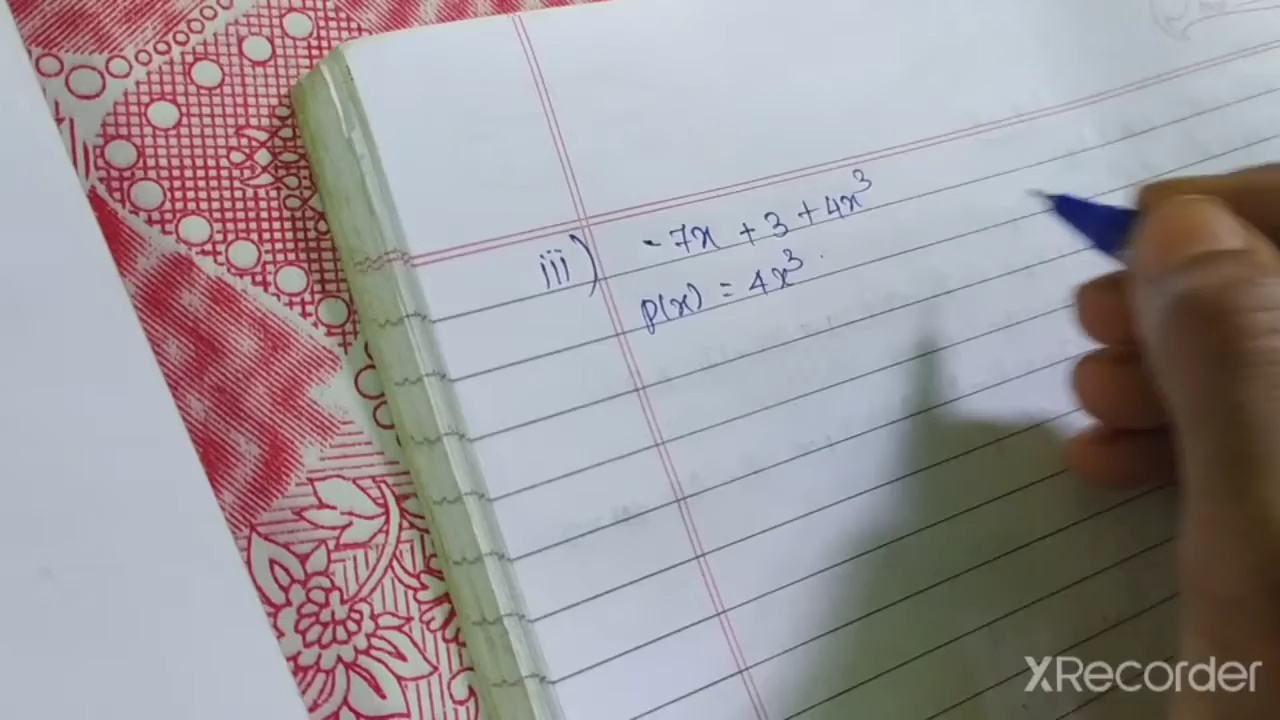 iii) -7x + 3 + 4x³
p(x) = 4x³
XRecorder